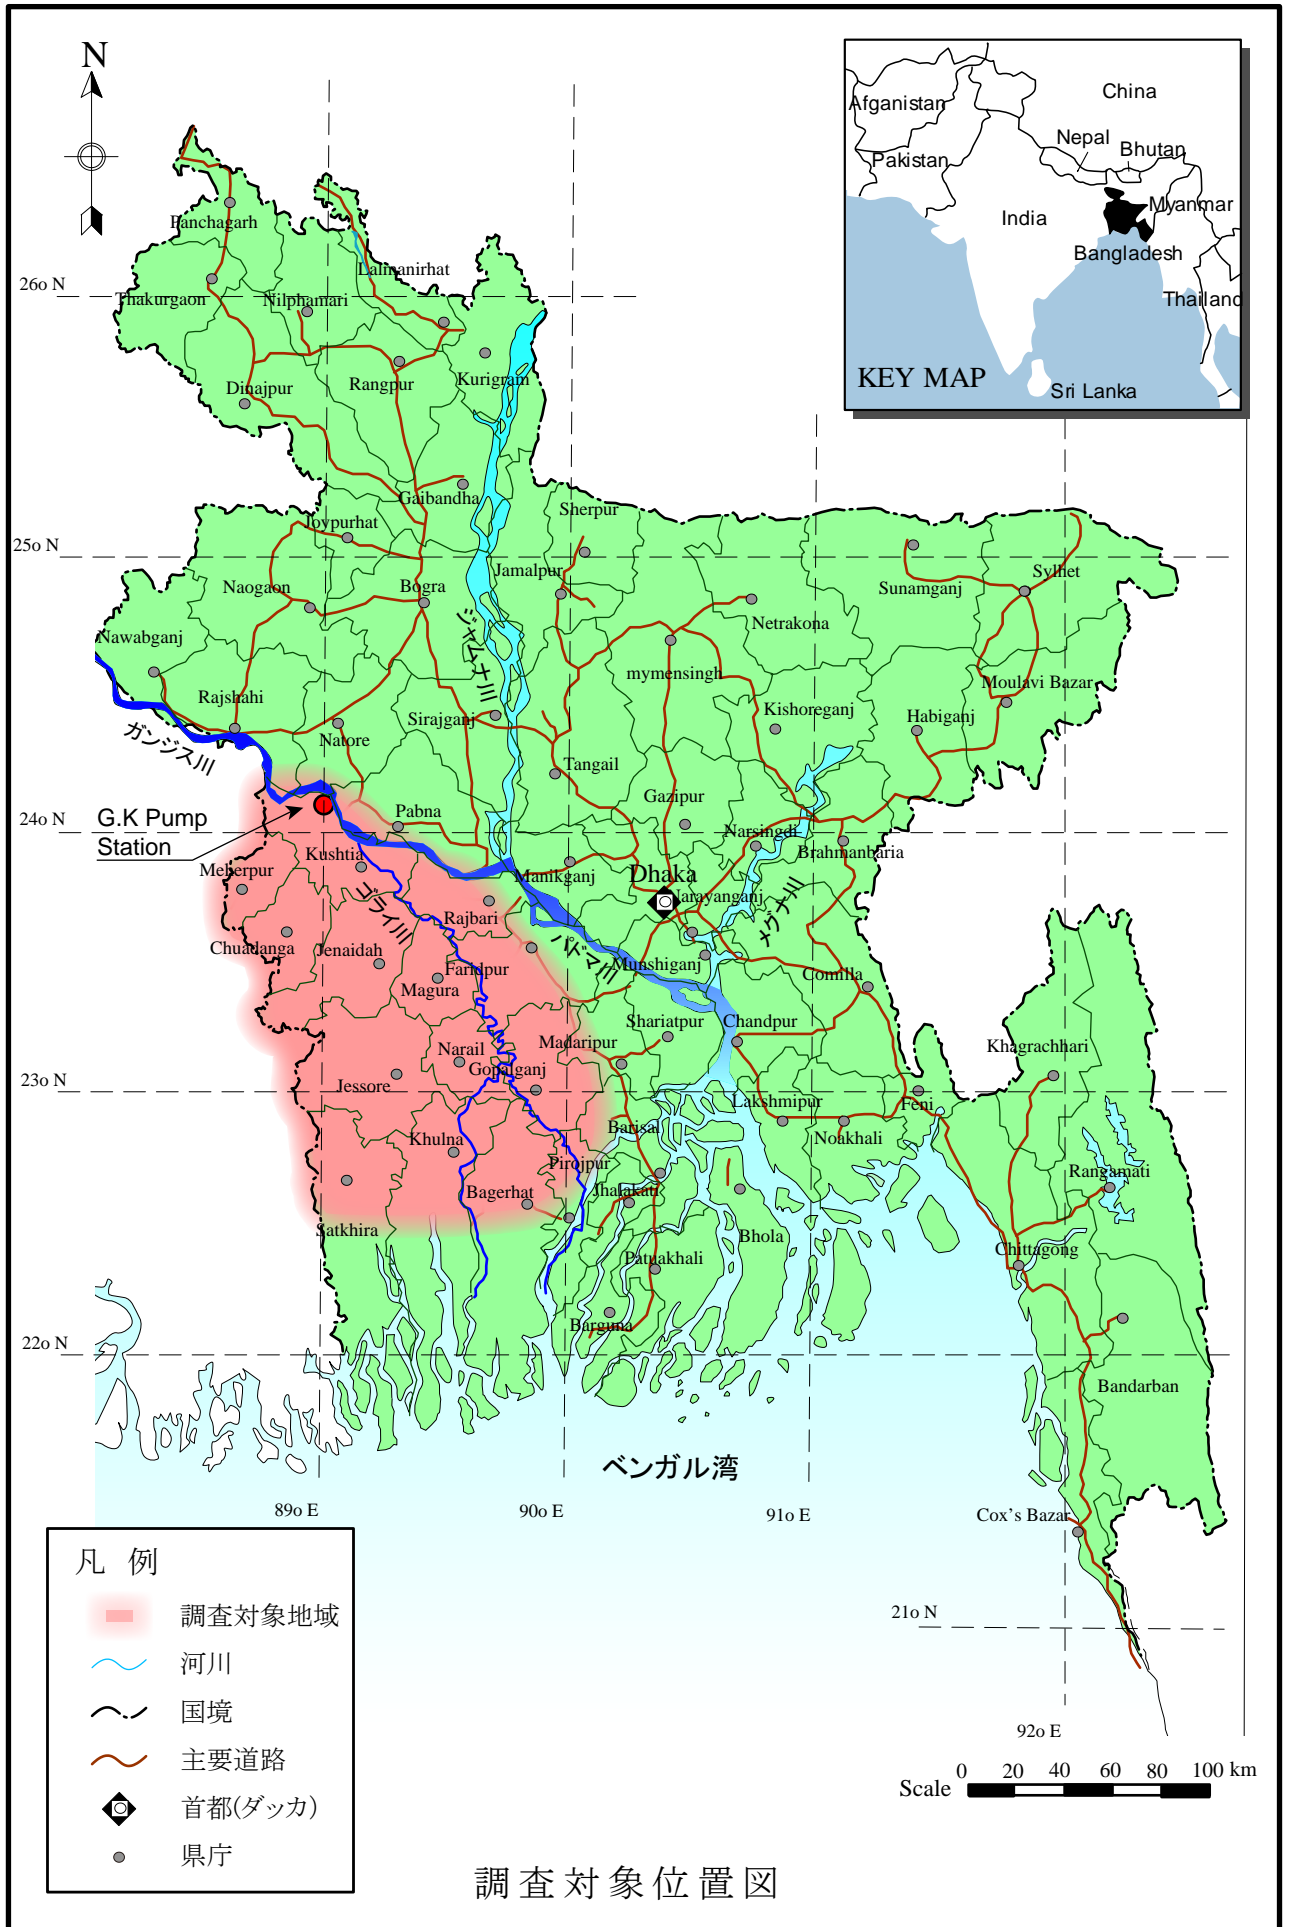 N
Afganistan
China
Nepal
Bhutan
Pakistan
India
Myanmar
Bangladesh
Thailand
KEY MAP
Sri Lanka
Panchagarh
Lalmanirhat
26o N
Thakurgaon
Nilphamari
Dinajpur
Rangpur
Kurigram
Gaibandha
Sherpur
Joypurhat
25o N
Jamalpur
Sylhet
Naogaon
Bogra
Sunamganj
ジャムナ川
Netrakona
Nawabganj
mymensingh
Moulavi Bazar
Rajshahi
Sirajganj
Kishoreganj
Habiganj
ガンジス川
Natore
Tangail
Gazipur
G.K Pump
Station
Pabna
24o N
Narsingdi
Brahmanbaria
Kushtia
Meherpur
Manikganj
Dhaka
ゴライ川
Narayanganj
メグナ川
Rajbari
パドマ川
Chuadanga
Jenaidah
Faridpur
Munshiganj
Comilla
Magura
Shariatpur
Chandpur
Madaripur
Khagrachhari
Narail
Gopalganj
23o N
Jessore
Lakshmipur
Feni
Barisal
Noakhali
Khulna
Pirojpur
Rangamati
Bagerhat
Jhalakati
Satkhira
Bhola
Chittagong
Patuakhali
Barguna
22o N
Bandarban
ベンガル湾
89o E
90o E
91o E
Cox's Bazar
凡 例
調査対象地域
21o N
河川
国境
92o E
主要道路
Scale
0 20 40 60 80 100 km
首都(ダッカ)
県庁
調査対象位置図